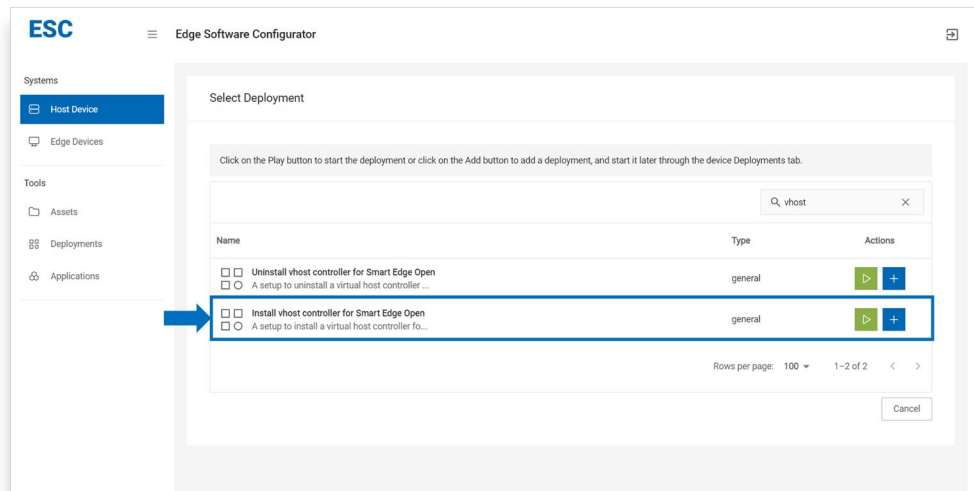 ESC
Edge Software Configurator
Systems
Host Device
Edge Devices
Tools
Assets
Deployments
Applications
Select Deployment
Click on the Play button to start the deployment or click on the Add button to add a deployment, and start it later through the device Deployments tab.
vhost
Name Type Actions
Uninstall vhost controller for Smart Edge Open
A setup to uninstall a virtual host controller ...
general
Install vhost controller for Smart Edge Open
A setup to install a virtual host controller fo...
general
Rows per page: 100 1–2 of 2
Cancel